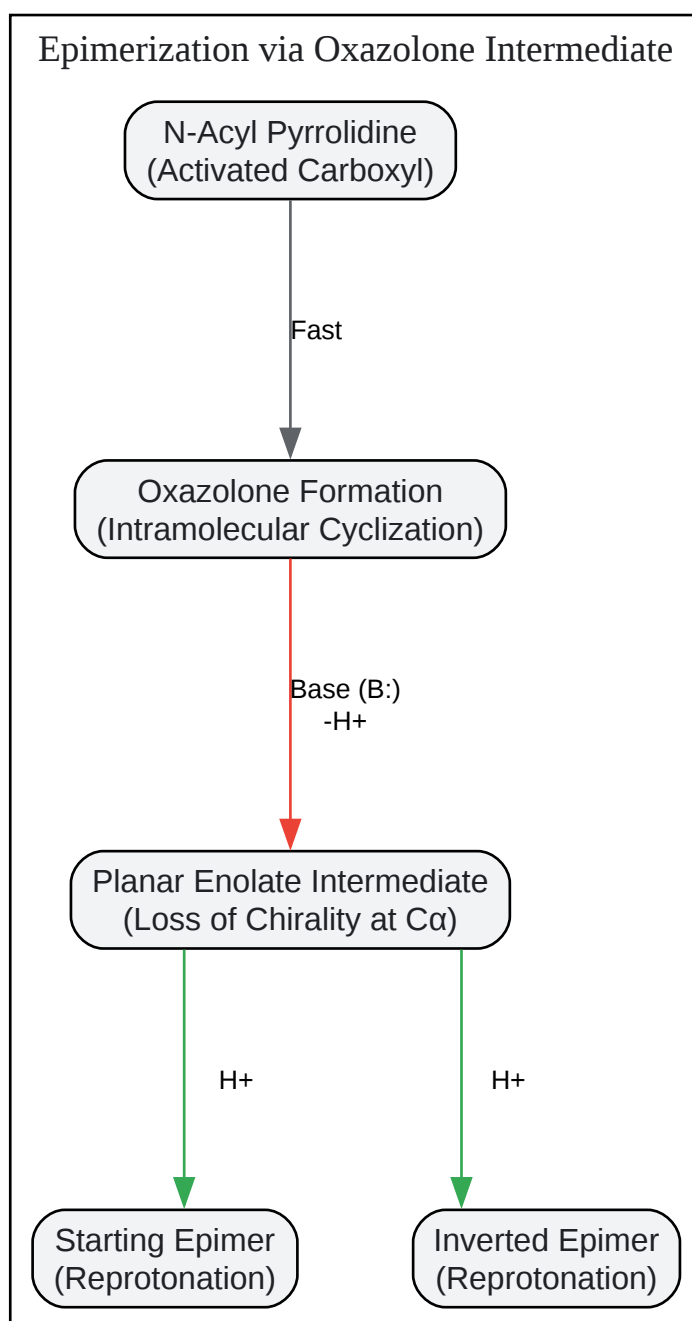 Epimerization via Oxazolone Intermediate
N-Acyl Pyrrolidine
(Activated Carboxyl)
Fast
Oxazolone Formation
(Intramolecular Cyclization)
Base (B:)
-H+
Planar Enolate Intermediate
(Loss of Chirality at Cα)
H+
H+
Starting Epimer
(Reprotonation)
Inverted Epimer
(Reprotonation)